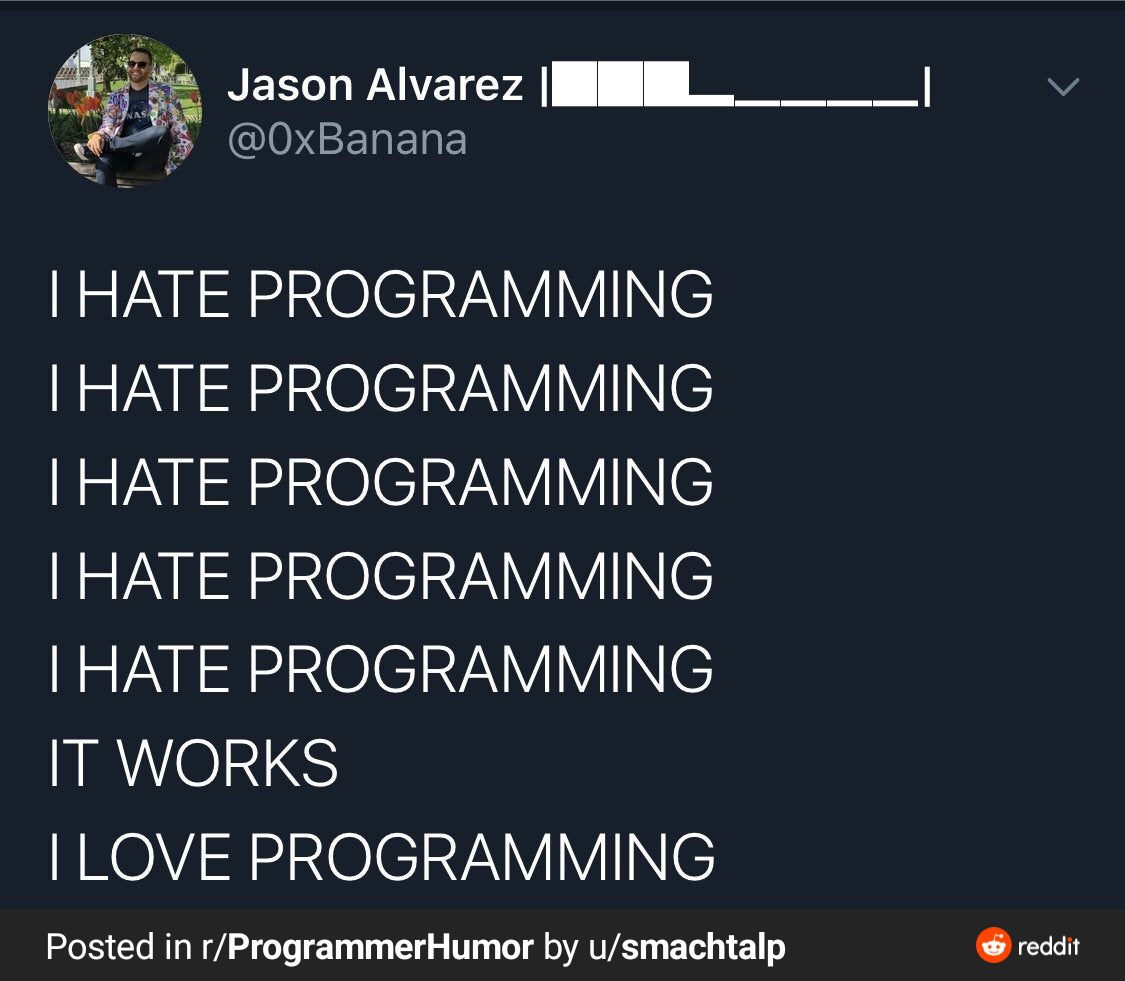 Jason Alvarez |███▁▁▁▁▁|
@0xBanana
I HATE PROGRAMMING
I HATE PROGRAMMING
I HATE PROGRAMMING
I HATE PROGRAMMING
I HATE PROGRAMMING
IT WORKS
I LOVE PROGRAMMING
Posted in r/ProgrammerHumor by u/smachtalp
reddit